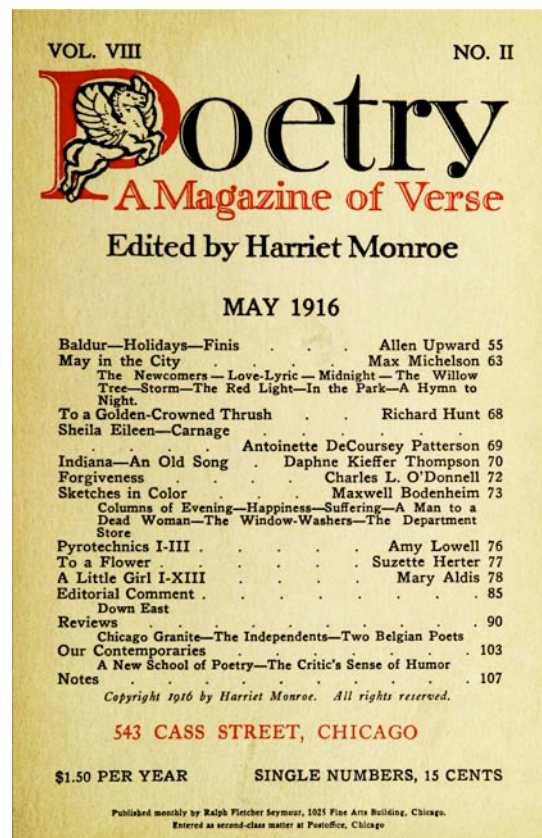 VOL. VIII NO. II
Poetry
A Magazine of Verse
Edited by Harriet Monroe
MAY 1916
Baldur—Holidays—Finis . . . Allen Upward 55
May in the City . . . . Max Michelson 63
The Newcomers — Love-Lyric — Midnight — The Willow
Tree—Storm—The Red Light—In the Park—A Hymn to
Night.
To a Golden-Crowned Thrush . . Richard Hunt 68
Sheila Eileen—Carnage . . . . . .
. . . . Antoinette DeCoursey Patterson 69
Indiana—An Old Song . Daphne Kieffer Thompson 70
Forgiveness . . . . Charles L. O'Donnell 72
Sketches in Color . . . Maxwell Bodenheim 73
Columns of Evening—Happiness—Suffering—A Man to a
Dead Woman—The Window-Washers—The Department
Store
Pyrotechnics I-III . . . . . Amy Lowell 76
To a Flower . . . . . . Suzette Herter 77
A Little Girl I-XIII . . . . Mary Aldis 78
Editorial Comment . . . . . . . . 85
Down East
Reviews . . . . . . . . . 90
Chicago Granite—The Independents—Two Belgian Poets
Our Contemporaries . . . . . . . 103
A New School of Poetry—The Critic's Sense of Humor
Notes . . . . . . . . . . 107
Copyright 1916 by Harriet Monroe. All rights reserved.
543 CASS STREET, CHICAGO
$1.50 PER YEAR SINGLE NUMBERS, 15 CENTS
Published monthly by Ralph Fletcher Seymour, 1025 Fine Arts Building, Chicago.
Entered as second-class matter at Postoffice, Chicago